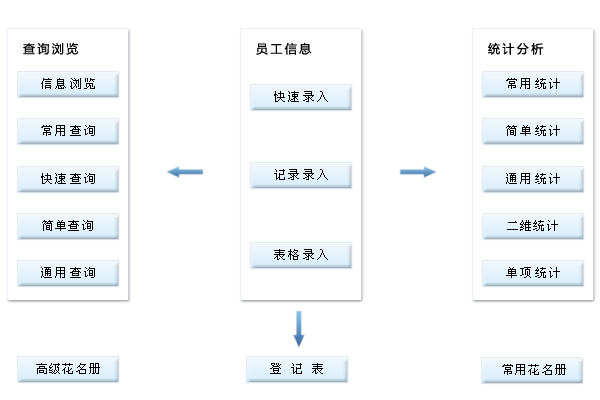 查询浏览
信息浏览
常用查询
快速查询
简单查询
通用查询
员工信息
快速录入
记录录入
表格录入
统计分析
常用统计
简单统计
通用统计
二维统计
单项统计
高级花名册
登 记 表
常用花名册